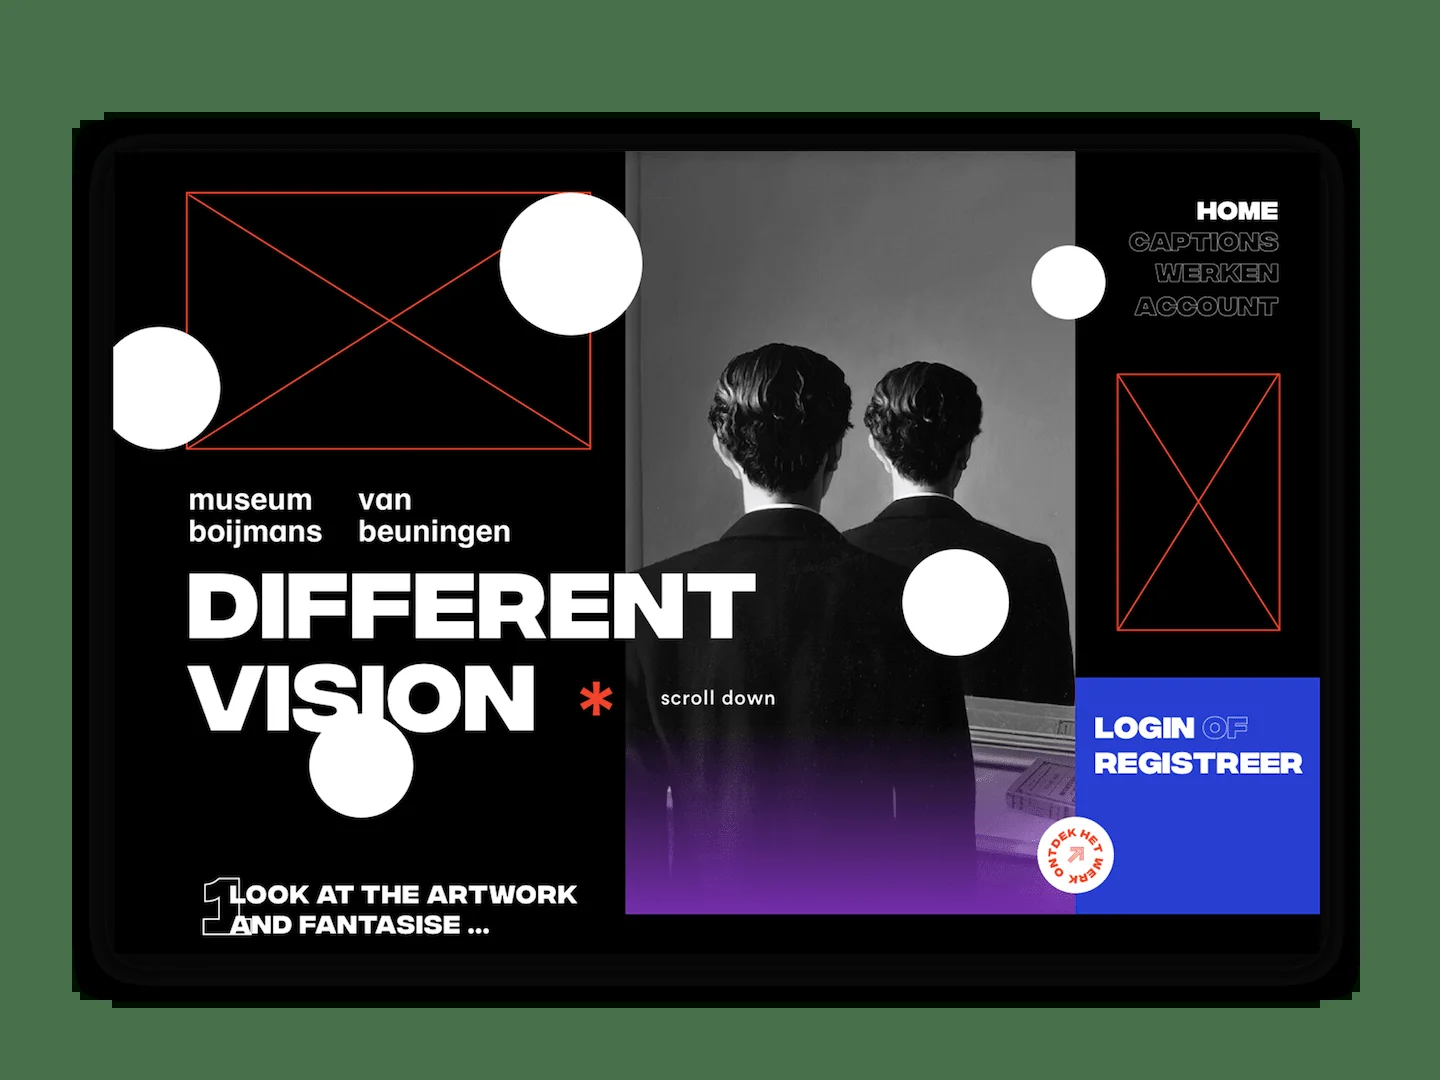 HOME
CAPTIONS
WERKEN
ACCOUNT
museum van
boijmans beuningen
DIFFERENT
VISION *
scroll down
LOGIN OF
REGISTREER
ONTDEK HET WERK
1
LOOK AT THE ARTWORK
AND FANTASISE ...